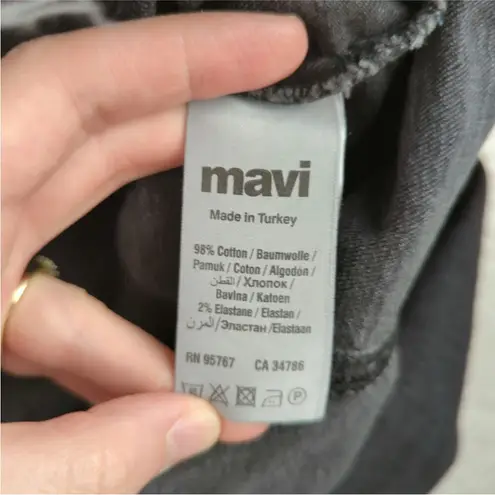 mavi
Made in Turkey
98% Cotton / Baumwolle /
Pamuk / Coton / Algodón /
القطن / Хлопок /
Bavlna / Katoen
2% Elastane / Elastan /
المرن / Эластан / Elastaan
RN 95767 CA 34786
P